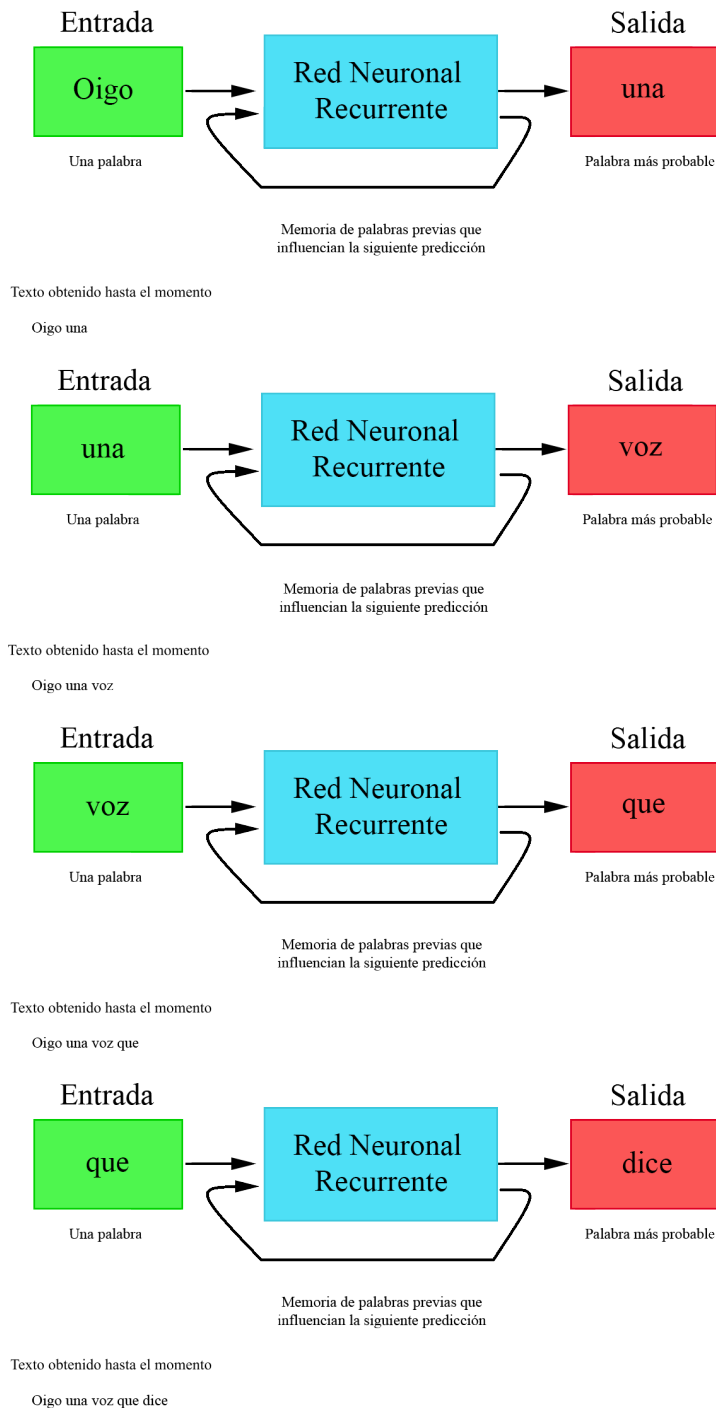 Entrada
Salida
Oigo
Red Neuronal
Recurrente
una
Una palabra
Palabra más probable
Memoria de palabras previas que
influencian la siguiente predicción
Texto obtenido hasta el momento
Oigo una
Entrada
Salida
una
Red Neuronal
Recurrente
voz
Una palabra
Palabra más probable
Memoria de palabras previas que
influencian la siguiente predicción
Texto obtenido hasta el momento
Oigo una voz
Entrada
Salida
voz
Red Neuronal
Recurrente
que
Una palabra
Palabra más probable
Memoria de palabras previas que
influencian la siguiente predicción
Texto obtenido hasta el momento
Oigo una voz que
Entrada
Salida
que
Red Neuronal
Recurrente
dice
Una palabra
Palabra más probable
Memoria de palabras previas que
influencian la siguiente predicción
Texto obtenido hasta el momento
Oigo una voz que dice